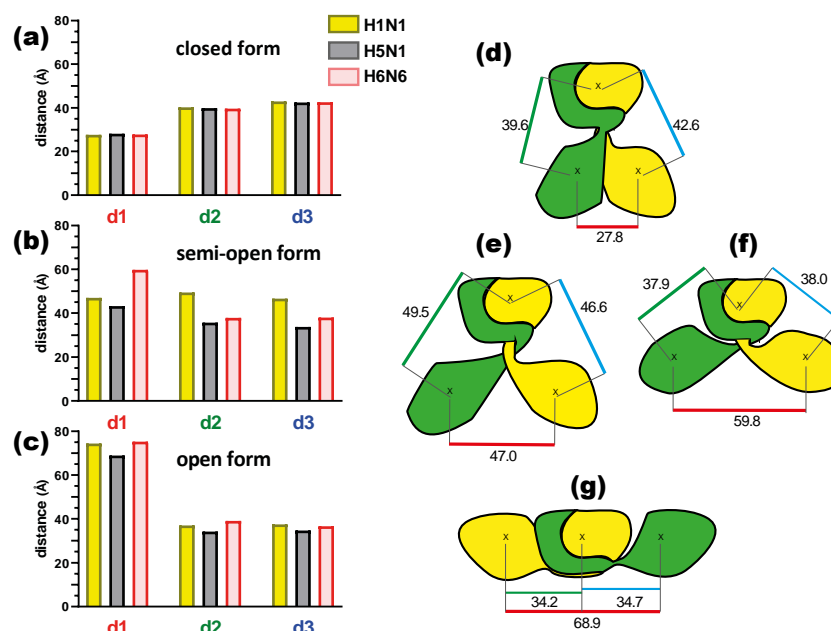 (a)
closed form
H1N1
H5N1
H6N6
distance (Å)
80
60
40
20
0
d1
d2
d3
(b)
semi-open form
distance (Å)
80
60
40
20
0
d1
d2
d3
(c)
open form
distance (Å)
80
60
40
20
0
d1
d2
d3
(d)
x
39.6
42.6
x
x
27.8
(e)
x
49.5
46.6
x
x
47.0
(f)
37.9
38.0
x
x
x
59.8
(g)
x
x
x
34.2
34.7
68.9